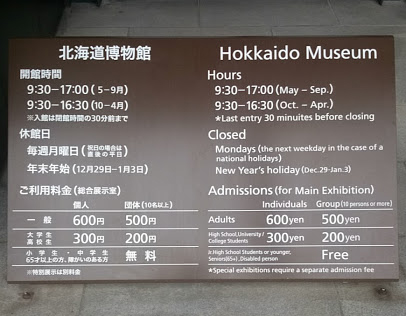 北海道博物館
開館時間
9:30−17:00（5−9月）
9:30−16:30（10−4月）
※入館は閉館時間の30分前まで
休館日
毎週月曜日（祝日の場合は直後の平日）
年末年始（12月29日−1月3日）
ご利用料金（総合展示室）
個人 団体（10名以上）
一般 600円 500円
大学生 高校生 300円 200円
小学生・中学生 65才以上の方、障がいのある方 無料
※特別展示は別料金
Hokkaido Museum
Hours
9:30−17:00 (May − Sep.)
9:30−16:30 (Oct. − Apr.)
★Last entry 30 minuites before closing
Closed
Mondays (the next weekday in the case of a
national holidays)
New Year's holiday (Dec.29-Jan.3)
Admissions (for Main Exhibition)
Individuals Group (10 persons or more)
Adults 600yen 500yen
High School, University / College Students 300yen 200yen
Jr.High School Students or younger, Seniors(65+), Disabled person Free
★Special exhibitions require a separate admission fee